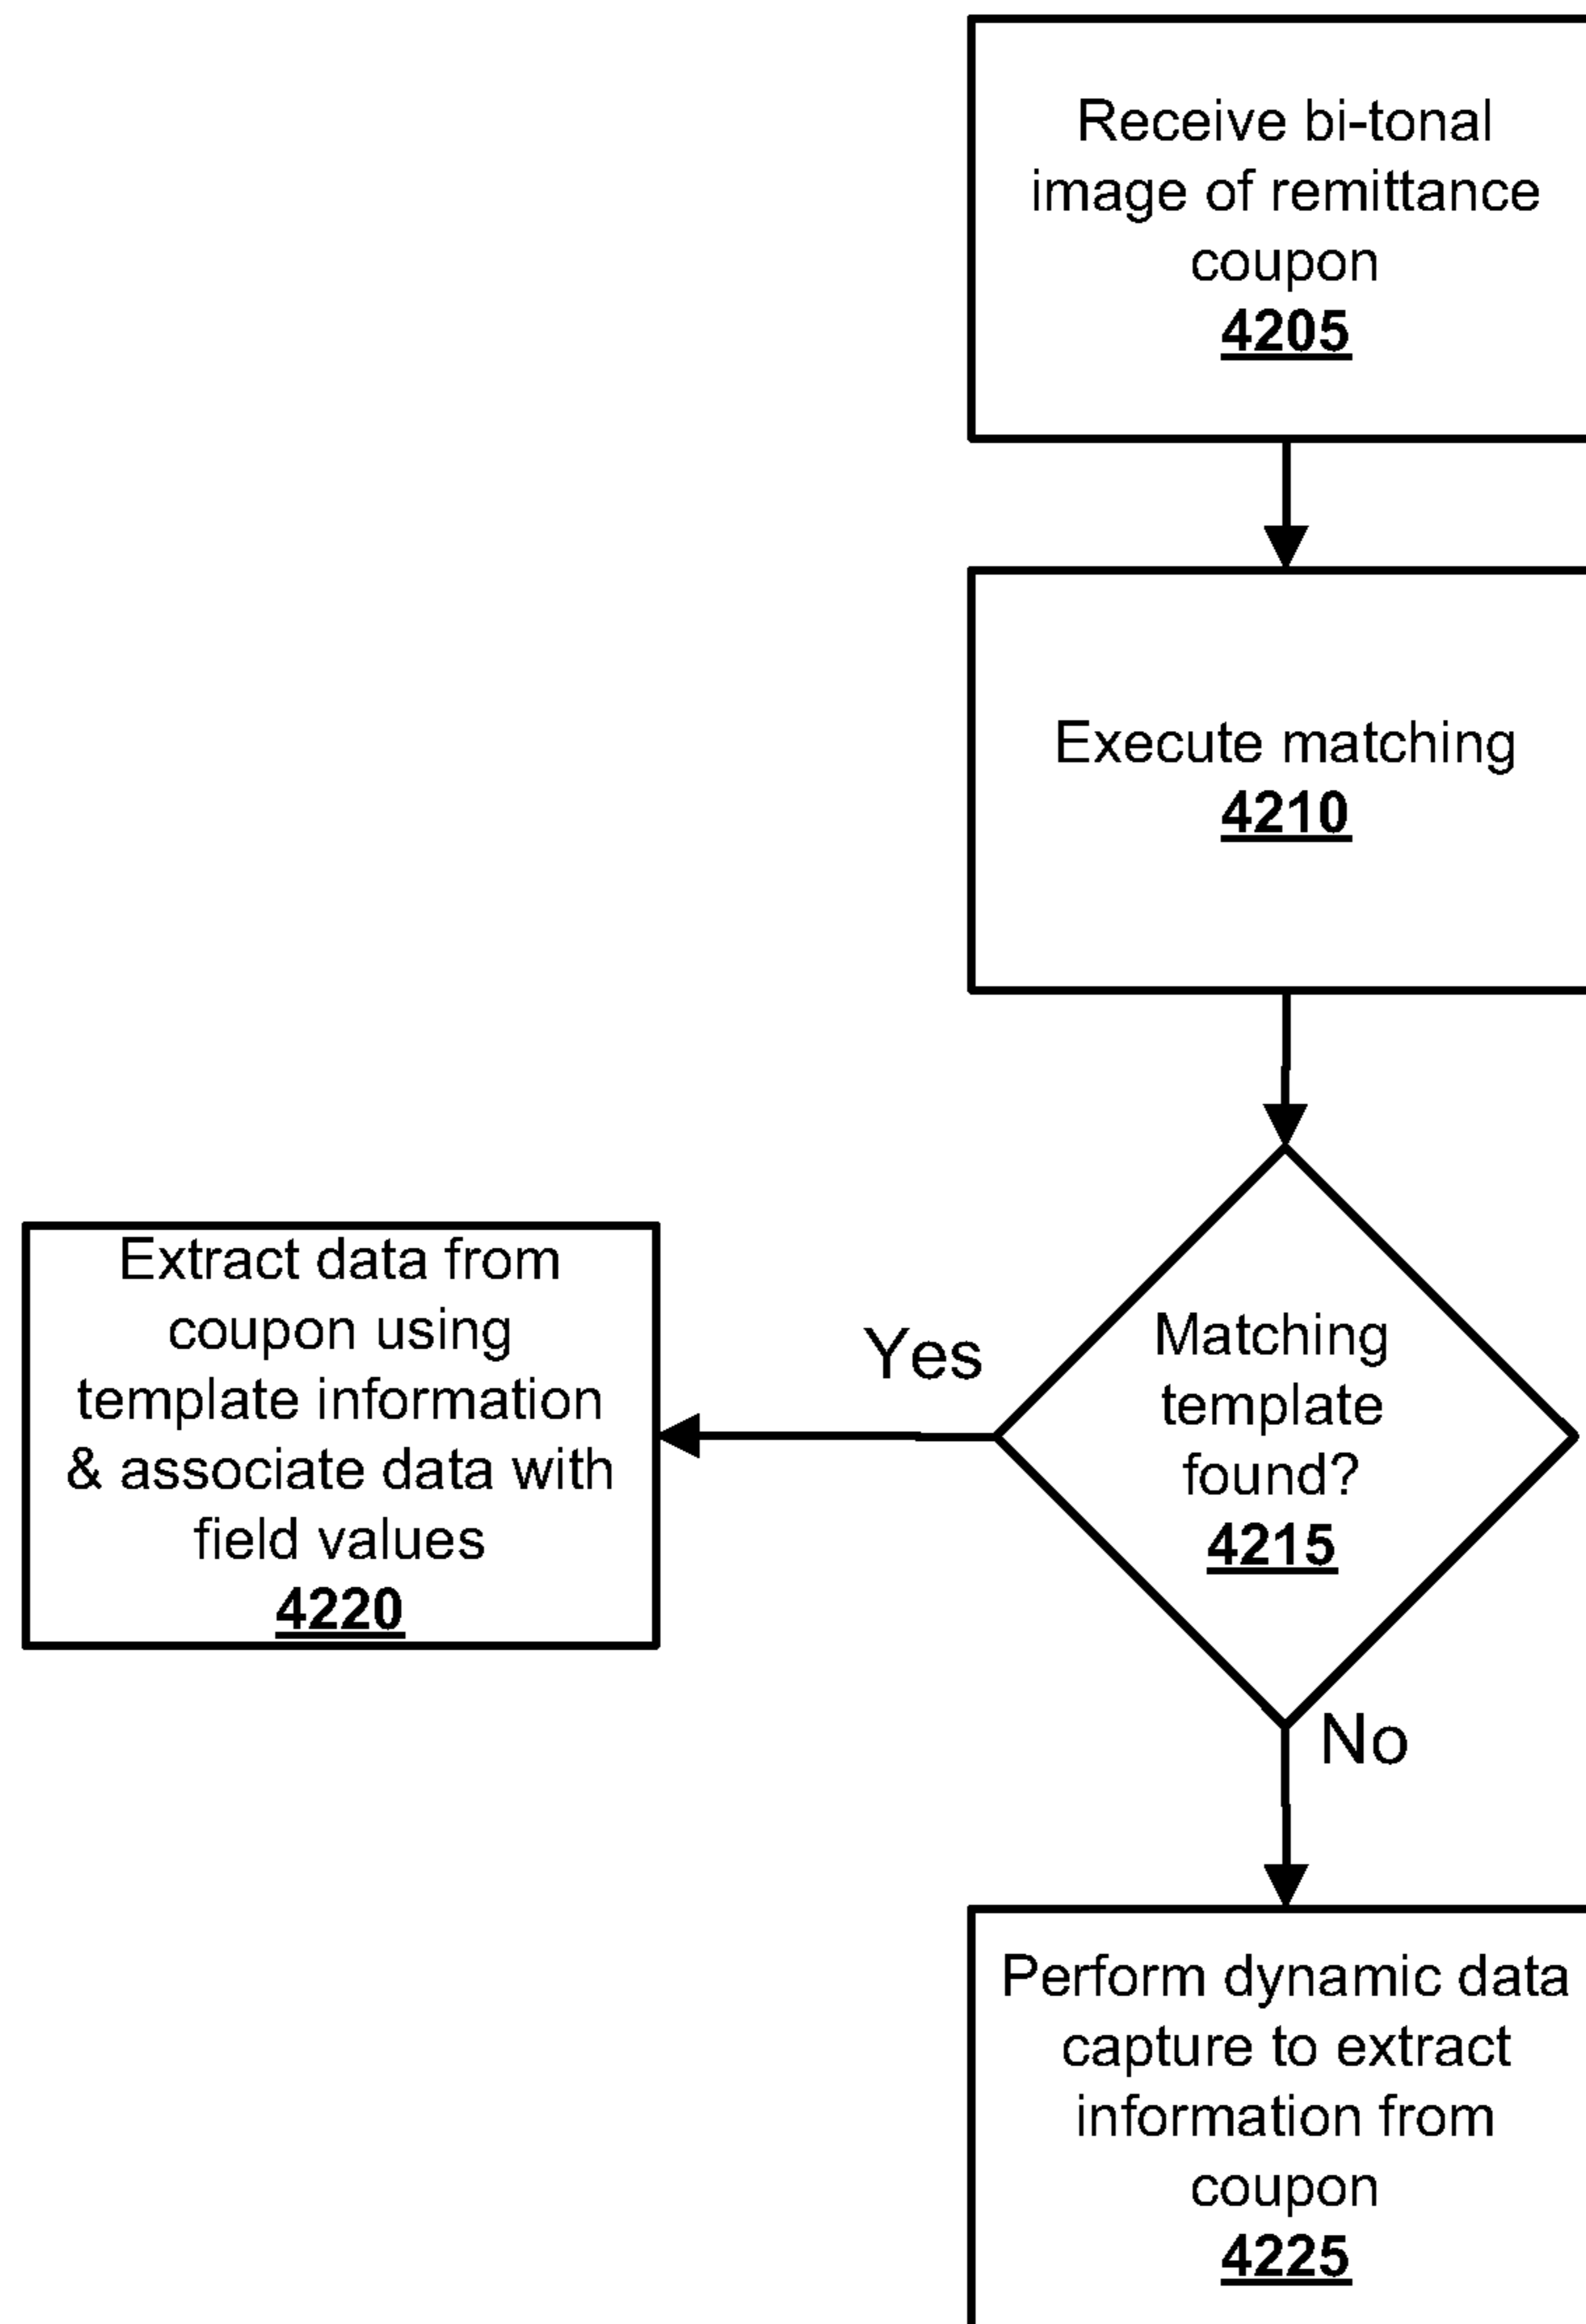 Receive bi-tonal
image of remittance
coupon
4205
Execute matching
4210
Matching
template
found?
4215
Yes
Extract data from
coupon using
template information
& associate data with
field values
4220
No
Perform dynamic data
capture to extract
information from
coupon
4225